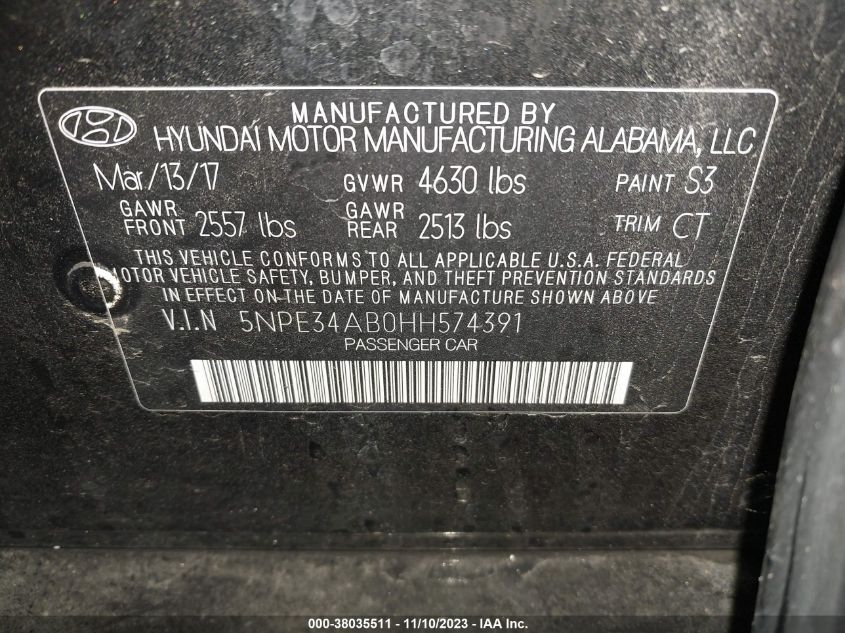 MANUFACTURED BY
HYUNDAI MOTOR MANUFACTURING ALABAMA, LLC
Mar/13/17 GVWR 4630 lbs PAINT S3
GAWR FRONT 2557 lbs GAWR REAR 2513 lbs TRIM CT
THIS VEHICLE CONFORMS TO ALL APPLICABLE U.S.A. FEDERAL
MOTOR VEHICLE SAFETY, BUMPER, AND THEFT PREVENTION STANDARDS
IN EFFECT ON THE DATE OF MANUFACTURE SHOWN ABOVE
V.I.N 5NPE34AB0HH574391
PASSENGER CAR
000-38035511 - 11/10/2023 - IAA Inc.